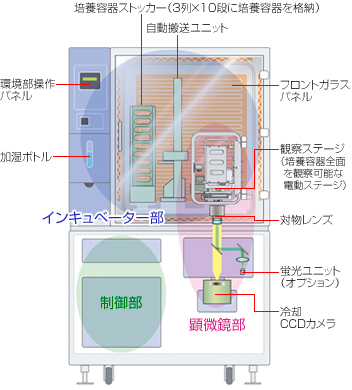 培養容器ストッカー(3列×10段に培養容器を格納)
自動搬送ユニット
環境部操作
パネル
フロントガラス
パネル
加湿ボトル
観察ステージ
(培養容器全面
を観察可能な
電動ステージ)
インキュベーター部
対物レンズ
蛍光ユニット
(オプション)
制御部
顕微鏡部
冷却
CCDカメラ